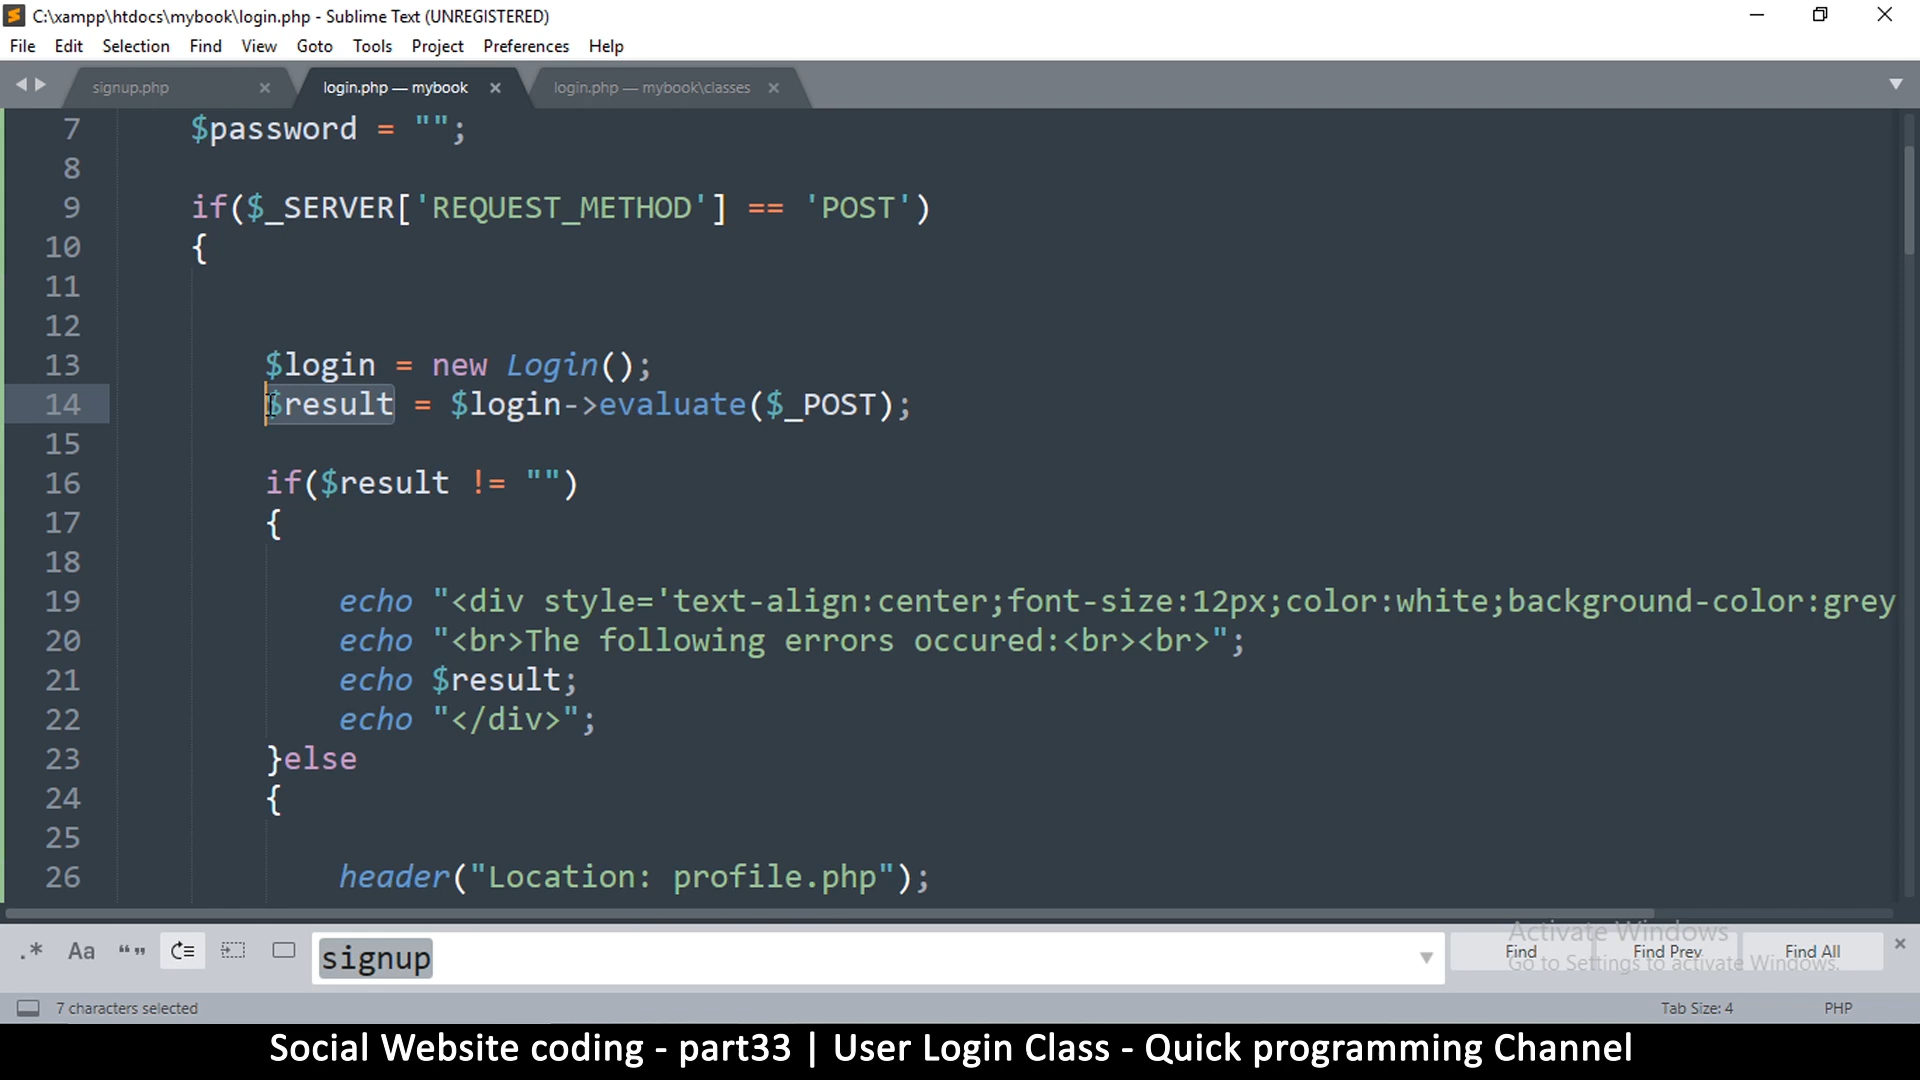 C:\xampp\htdocs\mybook\login.php - Sublime Text (UNREGISTERED)
File Edit Selection Find View Goto Tools Project Preferences Help
signup.php login.php — mybook login.php — mybook\classes
7 $password = "";
8
9 if($_SERVER['REQUEST_METHOD'] == 'POST')
10 {
11
12
13 $login = new Login();
14 $result = $login->evaluate($_POST);
15
16 if($result != "")
17 {
18
19 echo "<div style='text-align:center;font-size:12px;color:white;background-color:grey
20 echo "<br>The following errors occured:<br><br>";
21 echo $result;
22 echo "</div>";
23 }else
24 {
25
26 header("Location: profile.php");
Activate Windows
Go to Settings to activate Windows.
.* Aa “” signup Find Find Prev Find All
7 characters selected Tab Size: 4 PHP
Social Website coding - part33 | User Login Class - Quick programming Channel